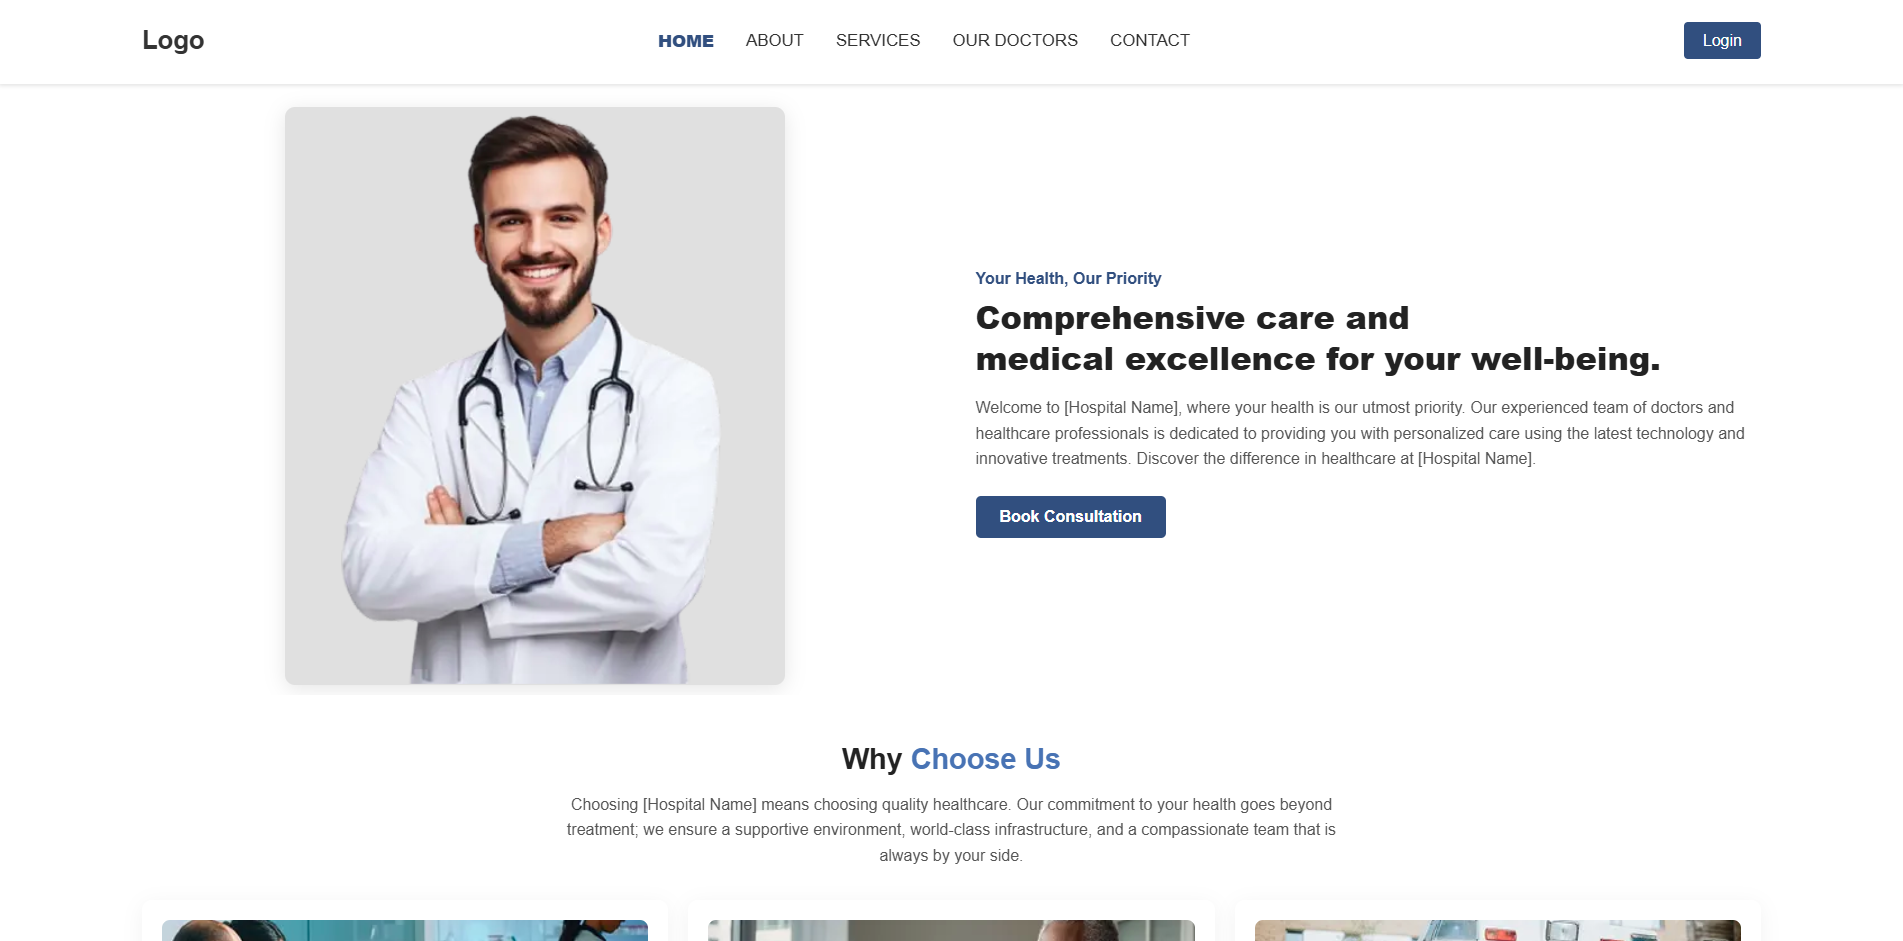 Logo
HOME
ABOUT
SERVICES
OUR DOCTORS
CONTACT
Login
Your Health, Our Priority
Comprehensive care and
medical excellence for your well-being.
Welcome to [Hospital Name], where your health is our utmost priority. Our experienced team of doctors and
healthcare professionals is dedicated to providing you with personalized care using the latest technology and
innovative treatments. Discover the difference in healthcare at [Hospital Name].
Book Consultation
Why Choose Us
Choosing [Hospital Name] means choosing quality healthcare. Our commitment to your health goes beyond
treatment; we ensure a supportive environment, world-class infrastructure, and a compassionate team that is
always by your side.